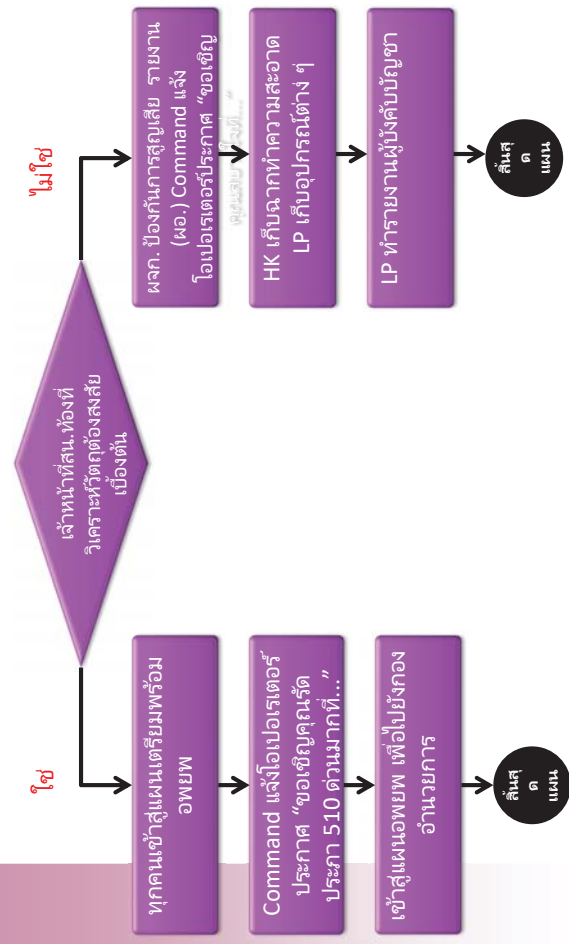 เจ้าหน้าที่สน.ท้องที่
วิเคราะห์วัตถุต้องสงสัย
เบื้องต้น
ใช่
ทุกคนเข้าสู่แผนเตรียมพร้อม
อพยพ
Command แจ้งโอเปอเรเตอร์
ประกาศ “ขอเชิญคุณรัด
ประภา 510 ด่วนมากที่...”
เข้าสู่แผนอพยพ เพื่อไปยังกอง
อำนวยการ
สิ้นสุ
ด
แผน
ไม่ใช่
ผจก. ป้องกันการสูญเสีย รายงาน
(ผอ.) Command แจ้ง
โอเปอเรเตอร์ประกาศ “ขอเชิญ
HK เก็บฉากทำความสะอาด
LP เก็บอุปกรณ์ต่าง ๆ
LP ทำรายงานผู้บังคับบัญชา
สิ้นสุ
ด
แผน